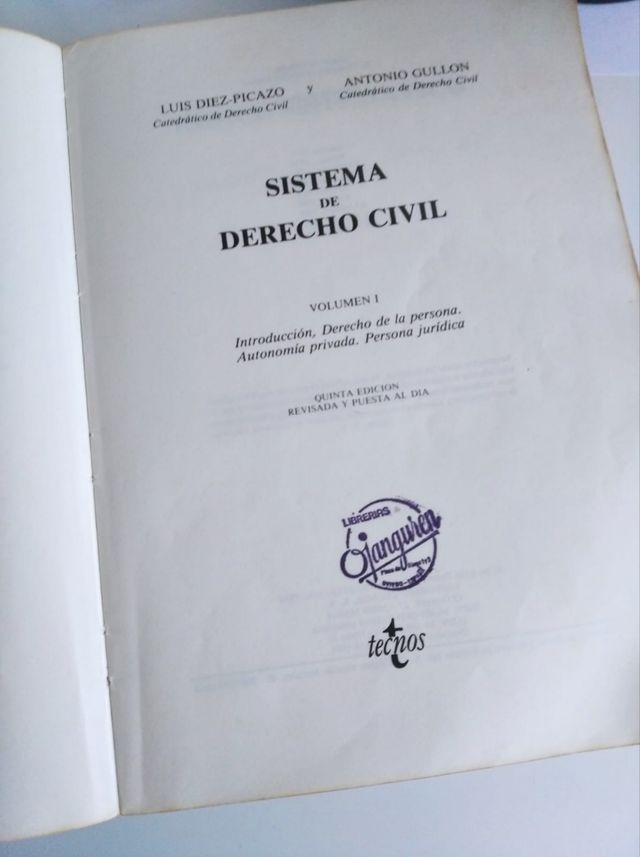 LUIS DIEZ-PICAZO y ANTONIO GULLON
Catedrático de Derecho Civil Catedrático de Derecho Civil
SISTEMA
DE
DERECHO CIVIL
VOLUMEN I
Introducción, Derecho de la persona.
Autonomía privada. Persona jurídica
QUINTA EDICION
REVISADA Y PUESTA AL DIA
LIBRERIAS
Ojanguren
tecnos